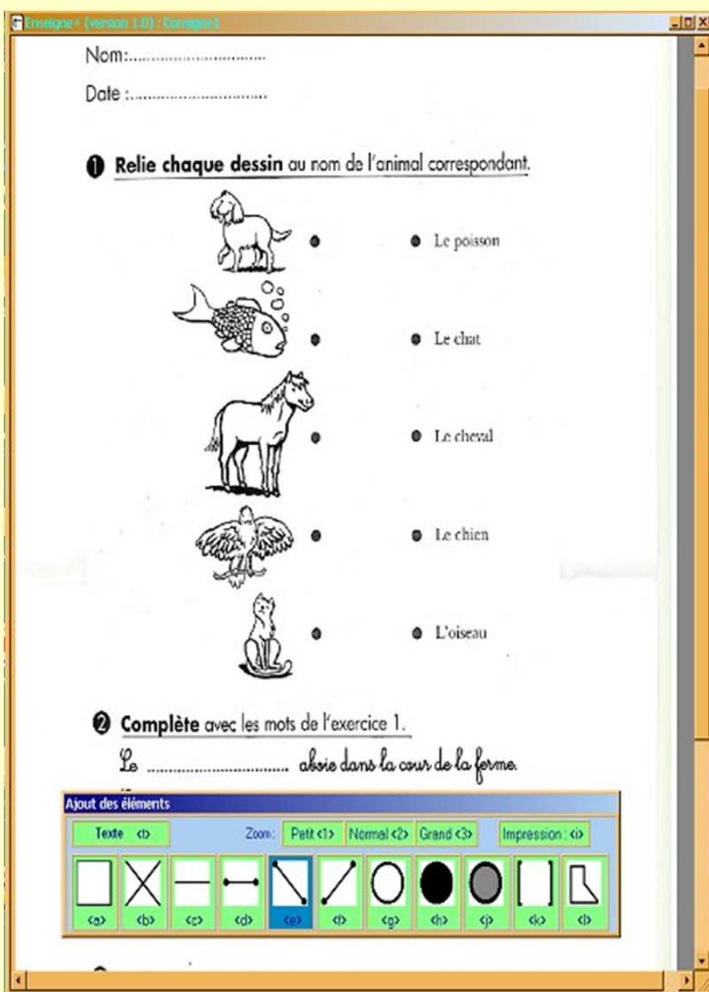 Enseigne+ (version 1.0) : Consigne1
Nom:..............................
Date :..............................
1 Relie chaque dessin au nom de l'animal correspondant.
Le poisson
Le chat
Le cheval
Le chien
L'oiseau
2 Complète avec les mots de l'exercice 1.
Le .............................. aboie dans la cour de la ferme.
Ajout des éléments
Texte <t> Zoom : Petit <1> Normal <2> Grand <3> Impression : <i>
<a> <b> <c> <d> <e> <f> <g> <h> <j> <k> <l>